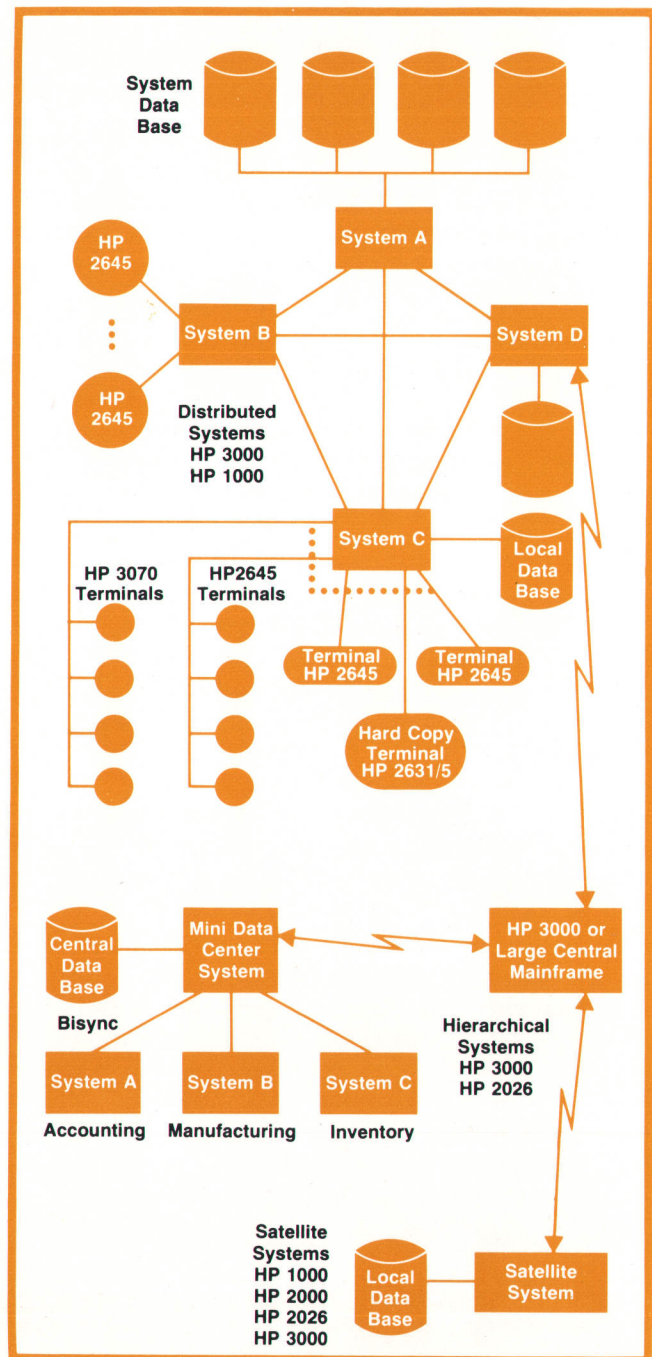 System
Data
Base
System A
HP
2645
System B
System D
HP
2645
Distributed
Systems
HP 3000
HP 1000
System C
Local
Data
Base
HP 3070
Terminals
HP2645
Terminals
Terminal
HP 2645
Terminal
HP 2645
Hard Copy
Terminal
HP 2631/5
Central
Data
Base
Mini Data
Center
System
HP 3000 or
Large Central
Mainframe
Bisync
Hierarchical
Systems
HP 3000
HP 2026
System A
System B
System C
Accounting
Manufacturing
Inventory
Satellite
Systems
HP 1000
HP 2000
HP 2026
HP 3000
Local
Data
Base
Satellite
System